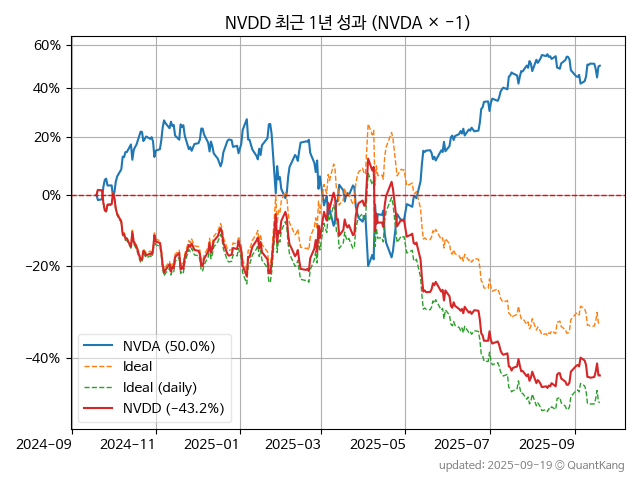 NVDD 최근 1년 성과 (NVDA × −1)
60%
40%
20%
0%
−20%
−40%
NVDA (50.0%)
Ideal
Ideal (daily)
NVDD (−43.2%)
2024-09 2024-11 2025-01 2025-03 2025-05 2025-07 2025-09
updated: 2025-09-19 © QuantKang